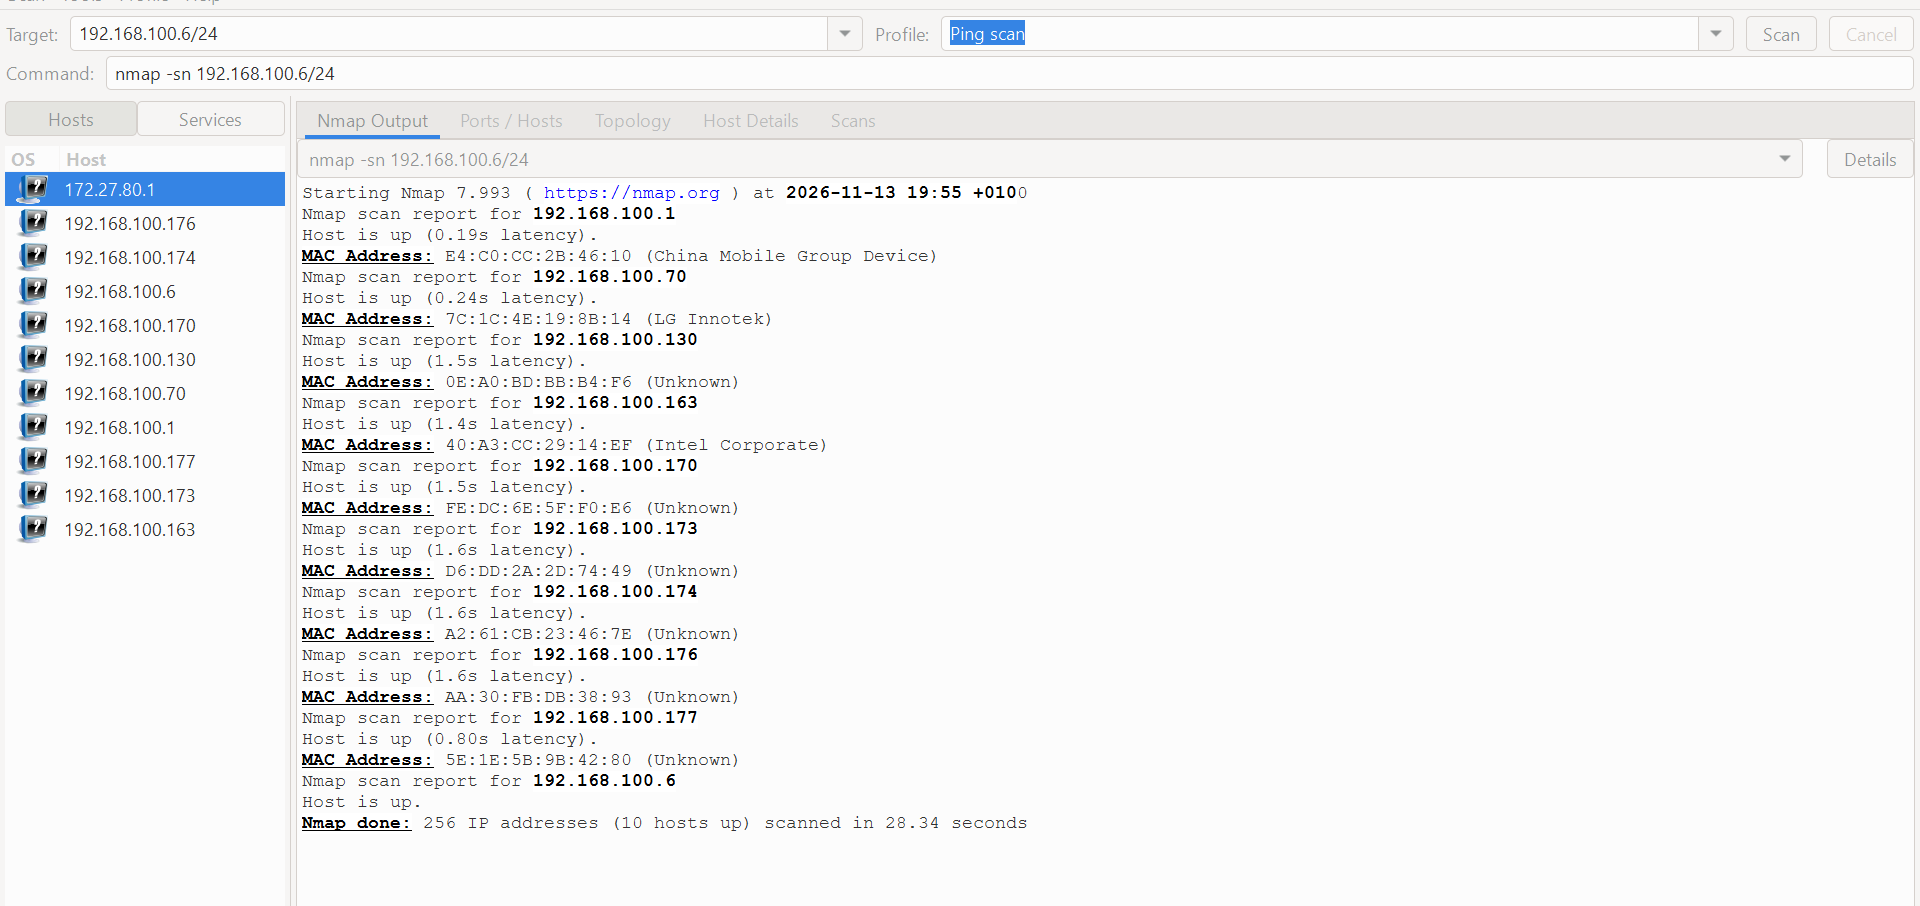 Target: 192.168.100.6/24 Profile: Ping scan Scan Cancel
Command: nmap -sn 192.168.100.6/24
Hosts Services
OS Host
172.27.80.1
192.168.100.176
192.168.100.174
192.168.100.6
192.168.100.170
192.168.100.130
192.168.100.70
192.168.100.1
192.168.100.177
192.168.100.173
192.168.100.163
Nmap Output Ports / Hosts Topology Host Details Scans
nmap -sn 192.168.100.6/24 Details
Starting Nmap 7.993 ( https://nmap.org ) at 2026-11-13 19:55 +0100
Nmap scan report for 192.168.100.1
Host is up (0.19s latency).
MAC Address: E4:C0:CC:2B:46:10 (China Mobile Group Device)
Nmap scan report for 192.168.100.70
Host is up (0.24s latency).
MAC Address: 7C:1C:4E:19:8B:14 (LG Innotek)
Nmap scan report for 192.168.100.130
Host is up (1.5s latency).
MAC Address: 0E:A0:BD:BB:B4:F6 (Unknown)
Nmap scan report for 192.168.100.163
Host is up (1.4s latency).
MAC Address: 40:A3:CC:29:14:EF (Intel Corporate)
Nmap scan report for 192.168.100.170
Host is up (1.5s latency).
MAC Address: FE:DC:6E:5F:F0:E6 (Unknown)
Nmap scan report for 192.168.100.173
Host is up (1.6s latency).
MAC Address: D6:DD:2A:2D:74:49 (Unknown)
Nmap scan report for 192.168.100.174
Host is up (1.6s latency).
MAC Address: A2:61:CB:23:46:7E (Unknown)
Nmap scan report for 192.168.100.176
Host is up (1.6s latency).
MAC Address: AA:30:FB:DB:38:93 (Unknown)
Nmap scan report for 192.168.100.177
Host is up (0.80s latency).
MAC Address: 5E:1E:5B:9B:42:80 (Unknown)
Nmap scan report for 192.168.100.6
Host is up.
Nmap done: 256 IP addresses (10 hosts up) scanned in 28.34 seconds